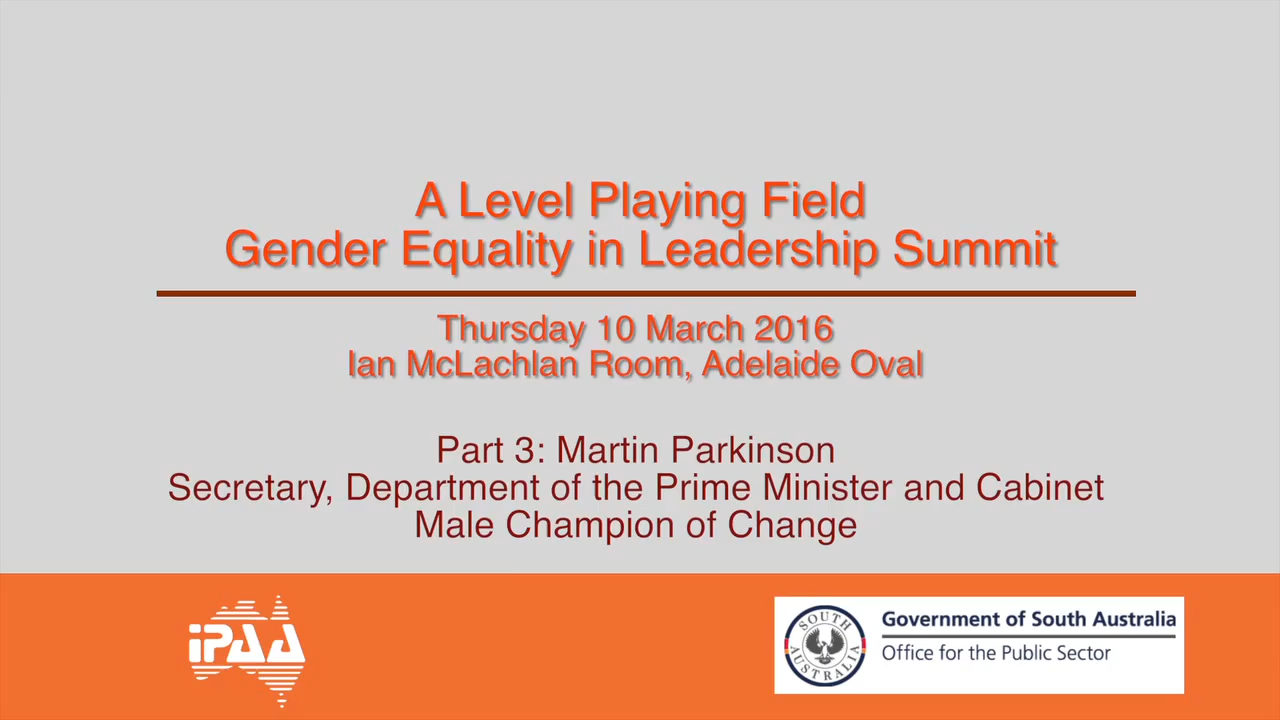 A Level Playing Field
Gender Equality in Leadership Summit
Thursday 10 March 2016
Ian McLachlan Room, Adelaide Oval
Part 3: Martin Parkinson
Secretary, Department of the Prime Minister and Cabinet
Male Champion of Change
iPAA
SOUTH AUSTRALIA
Government of South Australia
Office for the Public Sector